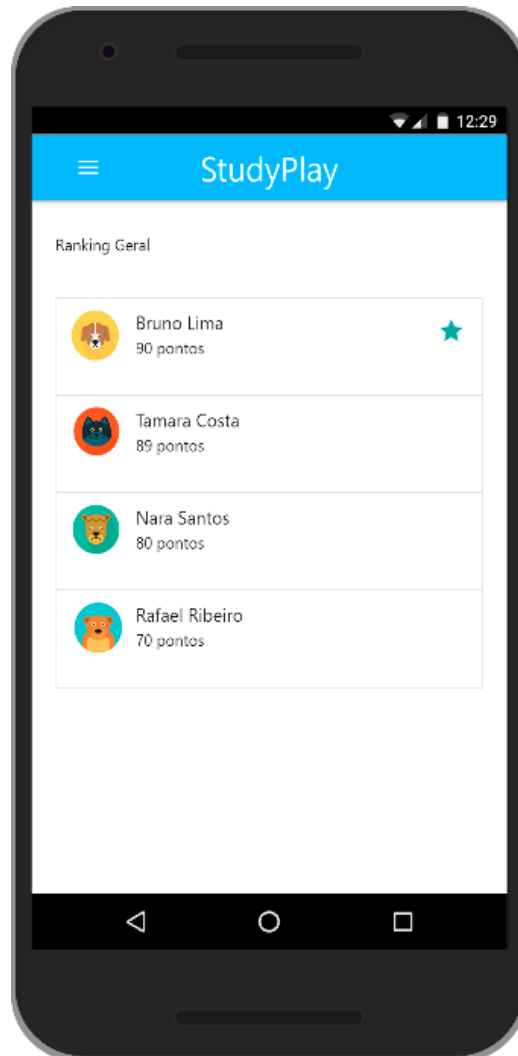 12:29
StudyPlay
Ranking Geral
Bruno Lima
90 pontos
Tamara Costa
89 pontos
Nara Santos
80 pontos
Rafael Ribeiro
70 pontos